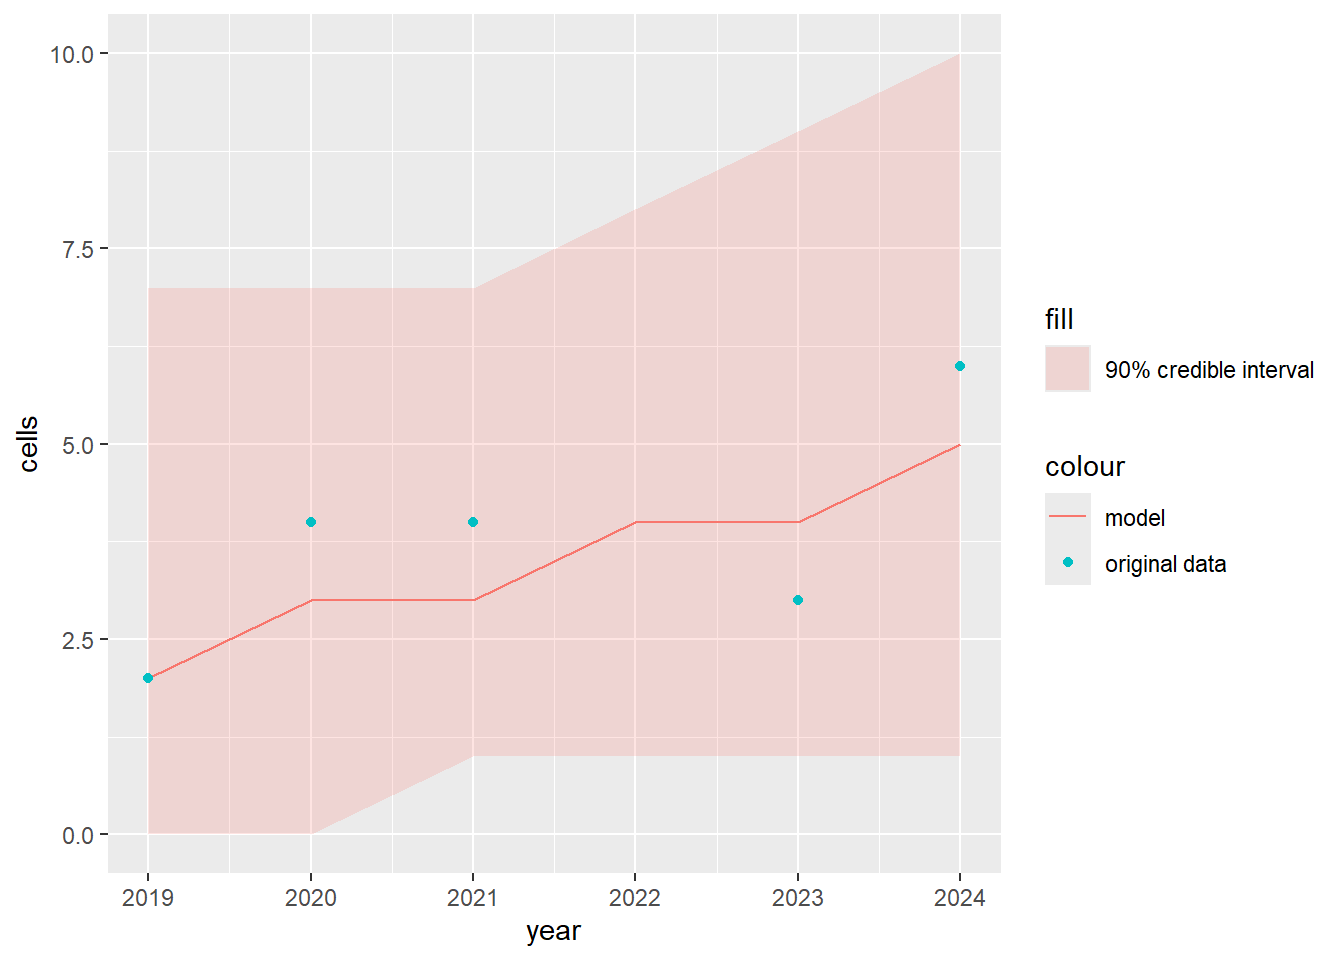 10.0
7.5
5.0
2.5
0.0
cells
2019 2020 2021 2022 2023 2024
year
fill
90% credible interval
colour
model
original data